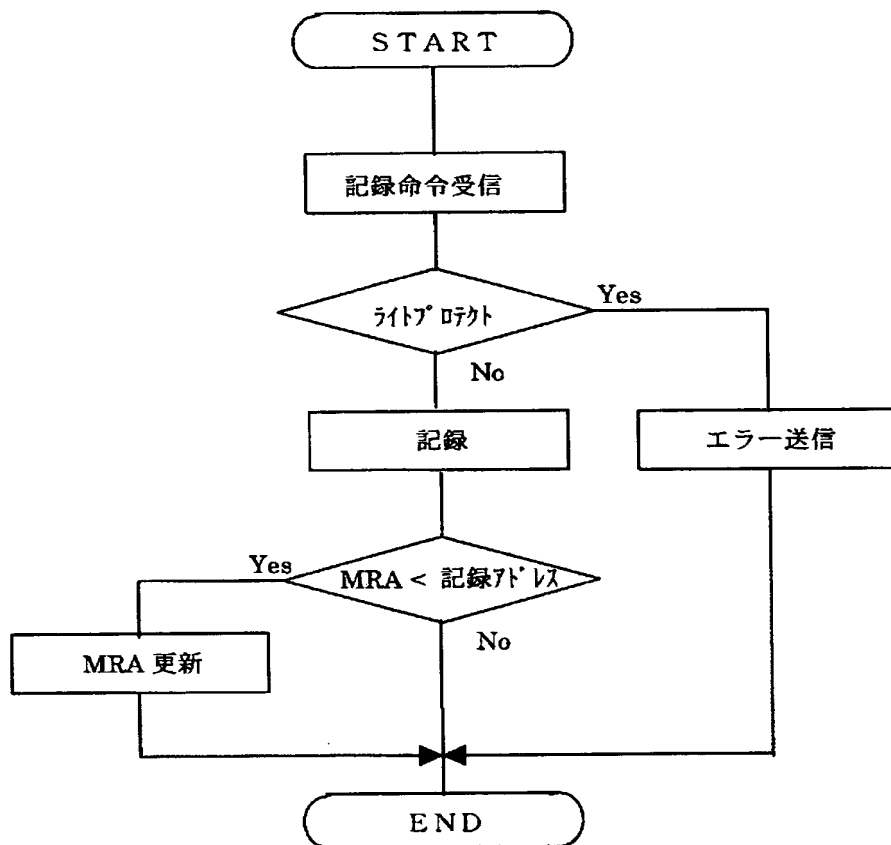 START
記録命令受信
ﾗｲﾄﾌﾟﾛﾃｸﾄ
Yes
No
記録
エラー送信
Yes
MRA < 記録ｱﾄﾞﾚｽ
No
MRA 更新
END